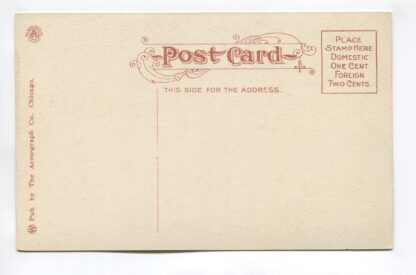 Post Card
THIS SIDE FOR THE ADDRESS.
PLACE
STAMP HERE
DOMESTIC
ONE CENT
FOREIGN
TWO CENTS
Pub. by The Acmegraph Co., Chicago.